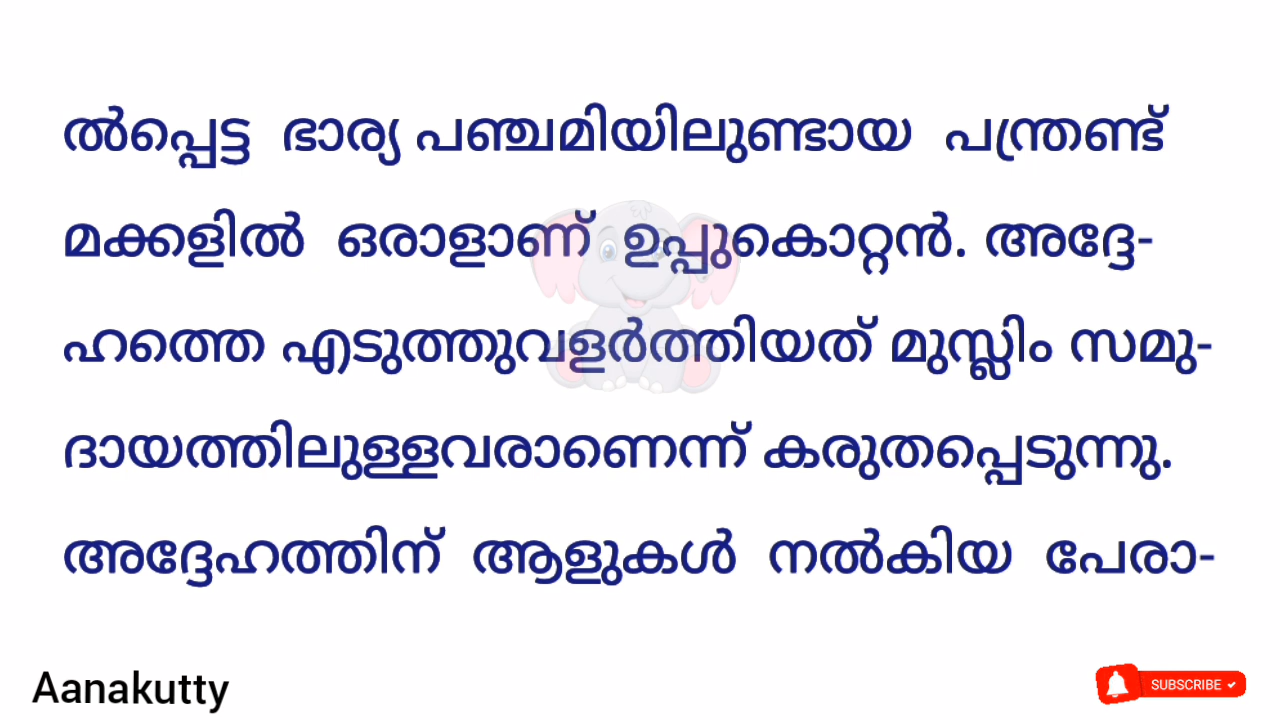 ൽപ്പെട്ട ഭാര്യ പഞ്ചമിയിലുണ്ടായ പന്ത്രണ്ട്
മക്കളിൽ ഒരാളാണ് ഉപ്പുകൊറ്റൻ. അദ്ദേ-
ഹത്തെ എടുത്തുവളർത്തിയത് മുസ്ലിം സമു-
ദായത്തിലുള്ളവരാണെന്ന് കരുതപ്പെടുന്നു.
അദ്ദേഹത്തിന് ആളുകൾ നൽകിയ പേരാ-
Aanakutty
SUBSCRIBE